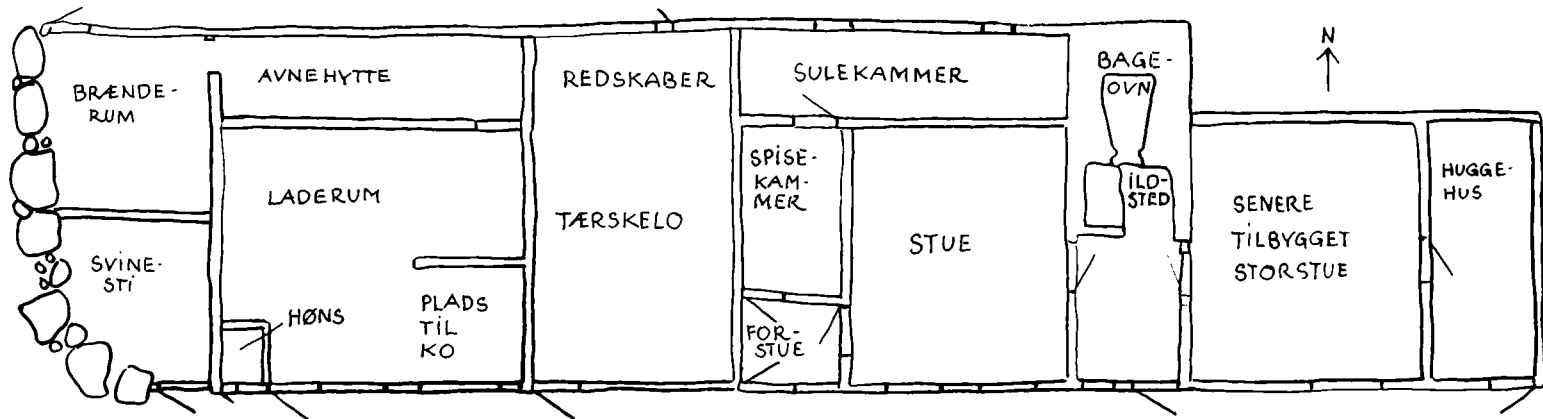 BRÆNDE-
RUM
AVNEHYTTE
LADERUM
SVINE-
STI
HØNS
PLADS
TIL
KO
REDSKABER
TÆRSKELO
SULEKAMMER
SPISE-
KAM-
MER
FOR-
STUE
STUE
BAGE-
OVN
ILD-
STED
SENERE
TILBYGGET
STORSTUE
HUGGE-
HUS
N